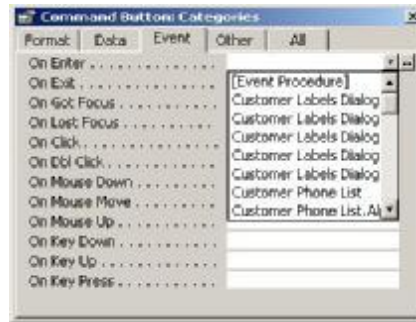 Command Button: Categories
Format Data Event Other All
On Enter
On Exit
On Got Focus
On Lost Focus
On Click
On Dbl Click
On Mouse Down
On Mouse Move
On Mouse Up
On Key Down
On Key Up
On Key Press
[Event Procedure]
Customer Labels Dialog
Customer Labels Dialog
Customer Labels Dialog
Customer Labels Dialog
Customer Labels Dialog
Customer Phone List
Customer Phone List.Al